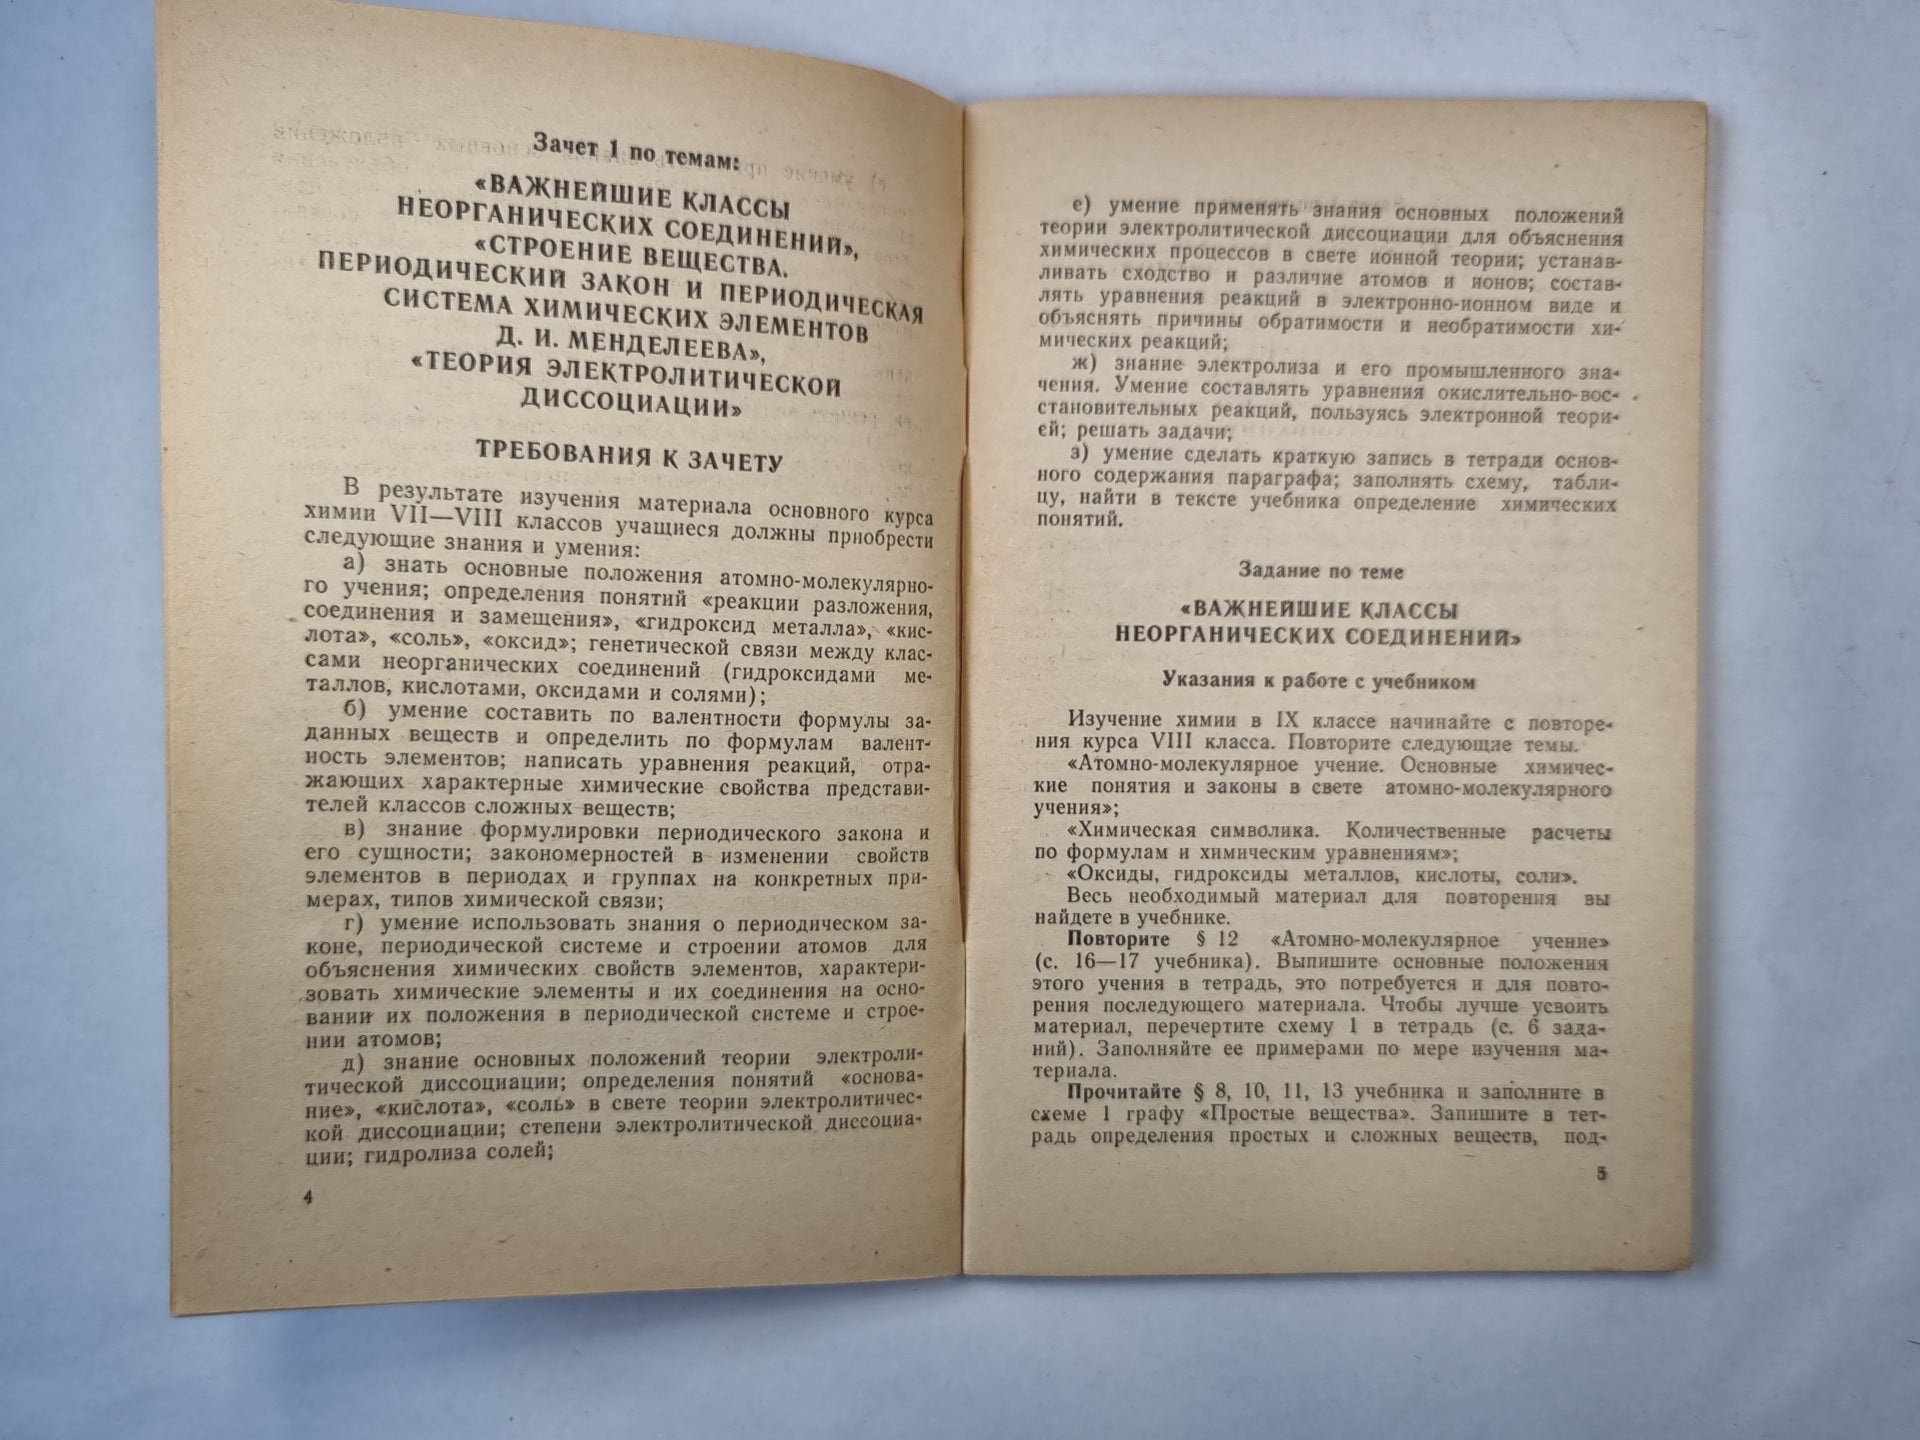 Зачет 1 по темам:
«ВАЖНЕЙШИЕ КЛАССЫ
НЕОРГАНИЧЕСКИХ СОЕДИНЕНИЙ»,
«СТРОЕНИЕ ВЕЩЕСТВА.
ПЕРИОДИЧЕСКИЙ ЗАКОН И ПЕРИОДИЧЕСКАЯ
СИСТЕМА ХИМИЧЕСКИХ ЭЛЕМЕНТОВ
Д. И. МЕНДЕЛЕЕВА»,
«ТЕОРИЯ ЭЛЕКТРОЛИТИЧЕСКОЙ
ДИССОЦИАЦИИ»
ТРЕБОВАНИЯ К ЗАЧЕТУ
В результате изучения материала основного курса
химии VII—VIII классов учащиеся должны приобрести
следующие знания и умения:
а) знать основные положения атомно-молекулярно-
го учения; определения понятий «реакции разложения,
соединения и замещения», «гидроксид металла», «кис-
лота», «соль», «оксид»; генетической связи между клас-
сами неорганических соединений (гидроксидами ме-
таллов, кислотами, оксидами и солями);
б) умение составить по валентности формулы за-
данных веществ и определить по формулам валент-
ность элементов; написать уравнения реакций, отра-
жающих характерные химические свойства представи-
телей классов сложных веществ;
в) знание формулировки периодического закона и
его сущности; закономерностей в изменении свойств
элементов в периодах и группах на конкретных при-
мерах, типов химической связи;
г) умение использовать знания о периодическом за-
коне, периодической системе и строении атомов для
объяснения химических свойств элементов, характери-
зовать химические элементы и их соединения на осно-
вании их положения в периодической системе и строе-
нии атомов;
д) знание основных положений теории электроли-
тической диссоциации; определения понятий «основа-
ние», «кислота», «соль» в свете теории электролитичес-
кой диссоциации; степени электролитической диссоциа-
ции; гидролиза солей;
4
е) умение применять знания основных положений
теории электролитической диссоциации для объяснения
химических процессов в свете ионной теории; устанав-
ливать сходство и различие атомов и ионов; состав-
лять уравнения реакций в электронно-ионном виде и
объяснять причины обратимости и необратимости хи-
мических реакций;
ж) знание электролиза и его промышленного зна-
чения. Умение составлять уравнения окислительно-вос-
становительных реакций, пользуясь электронной теори-
ей; решать задачи;
з) умение сделать краткую запись в тетради основ-
ного содержания параграфа; заполнять схему, табли-
цу, найти в тексте учебника определение химических
понятий.
Задание по теме
«ВАЖНЕЙШИЕ КЛАССЫ
НЕОРГАНИЧЕСКИХ СОЕДИНЕНИЙ»
Указания к работе с учебником
Изучение химии в IX классе начинайте с повторе-
ния курса VIII класса. Повторите следующие темы.
«Атомно-молекулярное учение. Основные химичес-
кие понятия и законы в свете атомно-молекулярного
учения»;
«Химическая символика. Количественные расчеты
по формулам и химическим уравнениям»;
«Оксиды, гидроксиды металлов, кислоты, соли».
Весь необходимый материал для повторения вы
найдете в учебнике.
Повторите § 12 «Атомно-молекулярное учение»
(с. 16—17 учебника). Выпишите основные положения
этого учения в тетрадь, это потребуется и для повто-
рения последующего материала. Чтобы лучше усвоить
материал, перечертите схему 1 в тетрадь (с. 6 зада-
ний). Заполняйте ее примерами по мере изучения ма-
териала.
Прочитайте § 8, 10, 11, 13 учебника и заполните в
схеме 1 графу «Простые вещества». Запишите в тет-
радь определения простых и сложных веществ, под-
5